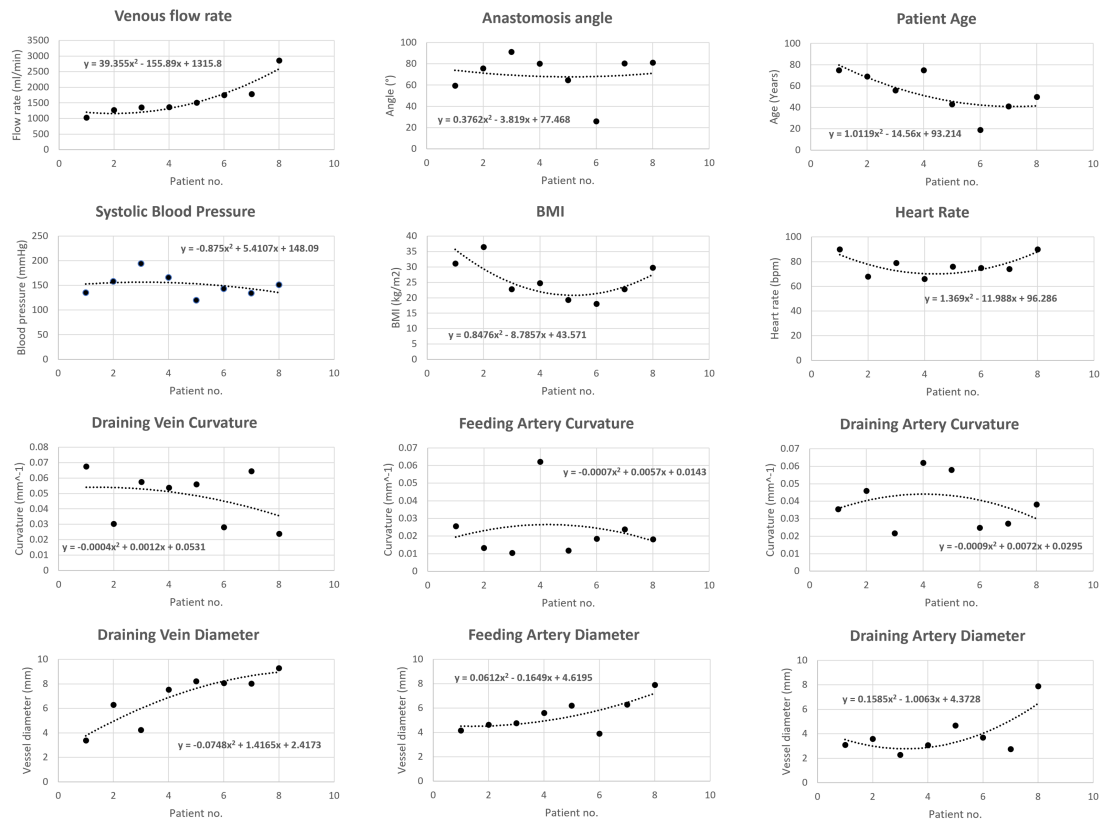 Venous flow rate
Flow rate (ml/min)
3500
3000
2500
2000
1500
1000
500
0
y = 39.355x² - 155.89x + 1315.8
0 2 4 6 8 10
Patient no.
Anastomosis angle
Angle (°)
100
80
60
40
20
0
y = 0.3762x² - 3.819x + 77.468
0 2 4 6 8 10
Patient no.
Patient Age
Age (Years)
100
80
60
40
20
0
y = 1.0119x² - 14.56x + 93.214
0 2 4 6 8 10
Patient no.
Systolic Blood Pressure
Blood pressure (mmHg)
250
200
150
100
50
0
y = -0.875x² + 5.4107x + 148.09
0 2 4 6 8 10
Patient no.
BMI
BMI (kg/m2)
40
35
30
25
20
15
10
5
0
y = 0.8476x² - 8.7857x + 43.571
0 2 4 6 8 10
Patient no.
Heart Rate
Heart rate (bpm)
100
80
60
40
20
0
y = 1.369x² - 11.988x + 96.286
0 2 4 6 8 10
Patient no.
Draining Vein Curvature
Curvature (mm^-1)
0.08
0.07
0.06
0.05
0.04
0.03
0.02
0.01
0
y = -0.0004x² + 0.0012x + 0.0531
0 2 4 6 8 10
Patient no.
Feeding Artery Curvature
Curvature (mm^-1)
0.07
0.06
0.05
0.04
0.03
0.02
0.01
0
y = -0.0007x² + 0.0057x + 0.0143
0 2 4 6 8 10
Patient no.
Draining Artery Curvature
Curvature (mm^-1)
0.07
0.06
0.05
0.04
0.03
0.02
0.01
0
y = -0.0009x² + 0.0072x + 0.0295
0 2 4 6 8 10
Patient no.
Draining Vein Diameter
Vessel diameter (mm)
10
8
6
4
2
0
y = -0.0748x² + 1.4165x + 2.4173
0 2 4 6 8 10
Patient no.
Feeding Artery Diameter
Vessel diameter (mm)
10
8
6
4
2
0
y = 0.0612x² - 0.1649x + 4.6195
0 2 4 6 8 10
Patient no.
Draining Artery Diameter
Vessel diameter (mm)
10
8
6
4
2
0
y = 0.1585x² - 1.0063x + 4.3728
0 2 4 6 8 10
Patient no.